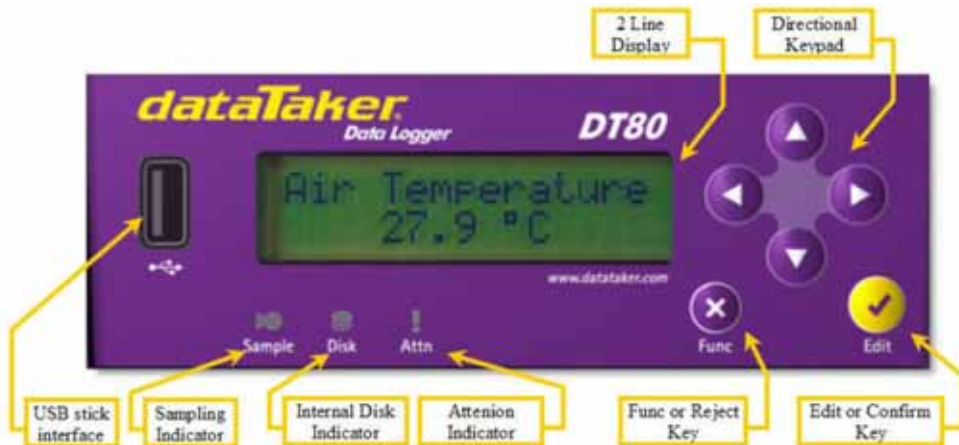 2 Line
Display
Directional
Keypad
dataTaker
Data Logger
DT80
Air Temperature
27.9 °C
www.datataker.com
Sample
Disk
Attn
Func
Edit
USB stick
interface
Sampling
Indicator
Internal Disk
Indicator
Attenion
Indicator
Func or Reject
Key
Edit or Confirm
Key